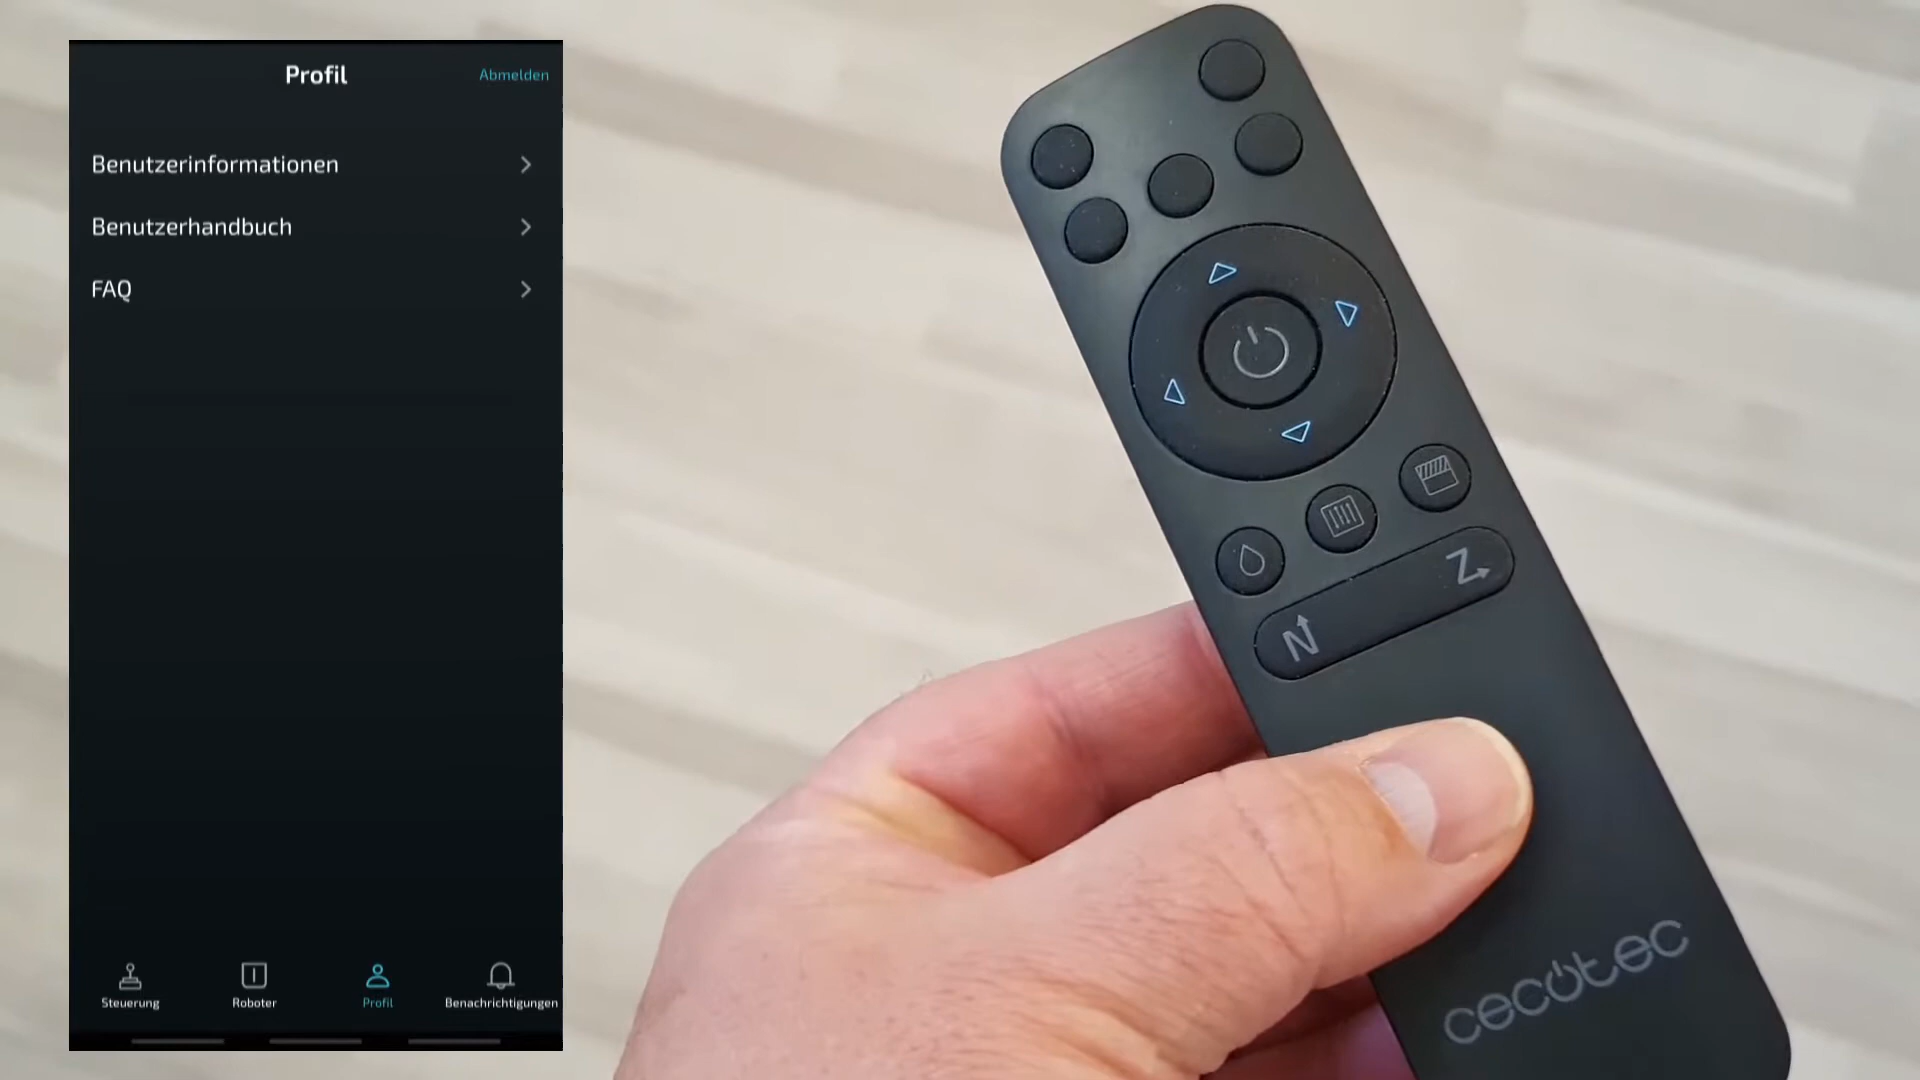 Profil
Abmelden
Benutzerinformationen
Benutzerhandbuch
FAQ
Steuerung
Roboter
Profil
Benachrichtigungen
Z
N
cecotec